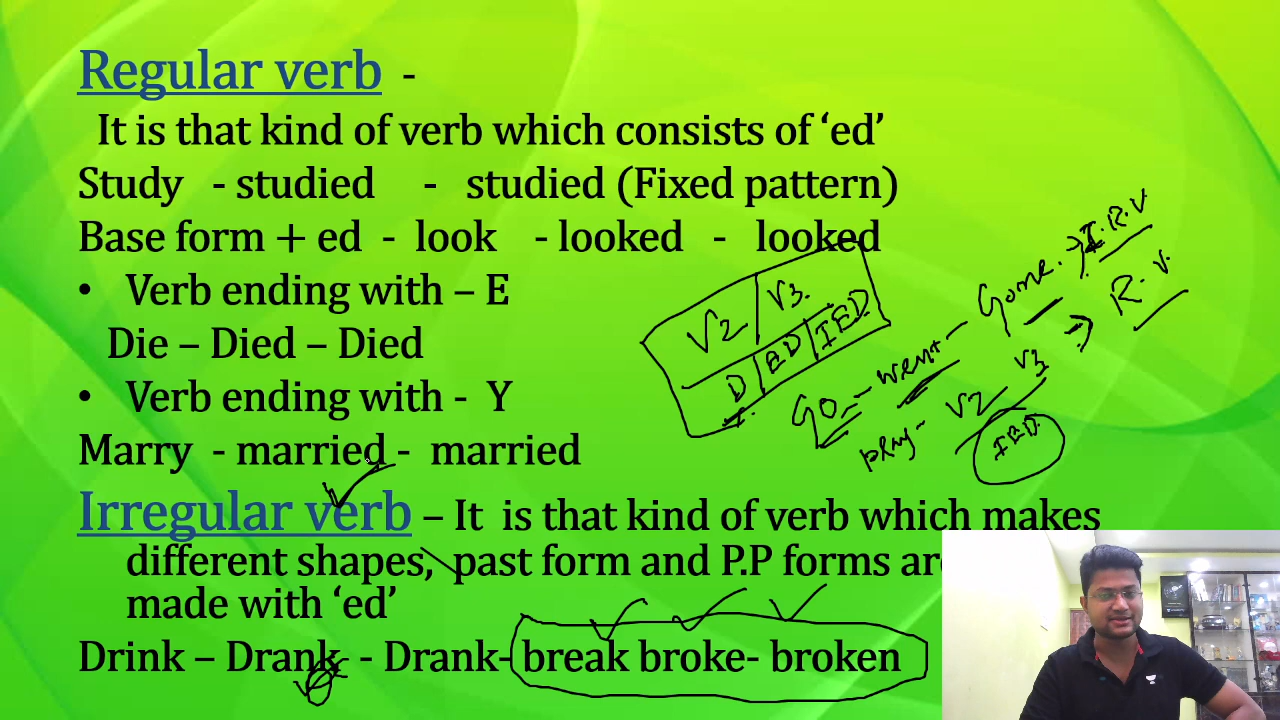 Regular verb -
It is that kind of verb which consists of ‘ed’
Study - studied - studied (Fixed pattern)
Base form + ed - look - looked - looked
• Verb ending with – E
Die – Died – Died
• Verb ending with - Y
Marry - married - married
Irregular verb – It is that kind of verb which makes
different shapes, past form and P.P forms are
made with ‘ed’
Drink – Drank - Drank- break broke- broken
V2 V3.
D ED IED
I.
Go - went - Gone. → I.R.V.
Play - V2 V3 → R.V.
IED